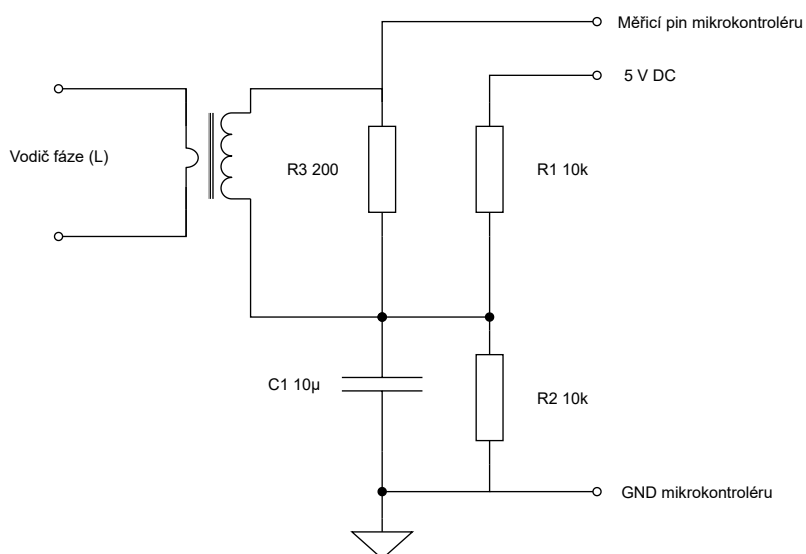 Měřicí pin mikrokontroléru
5 V DC
Vodič fáze (L)
R3 200
R1 10k
C1 10µ
R2 10k
GND mikrokontroléru